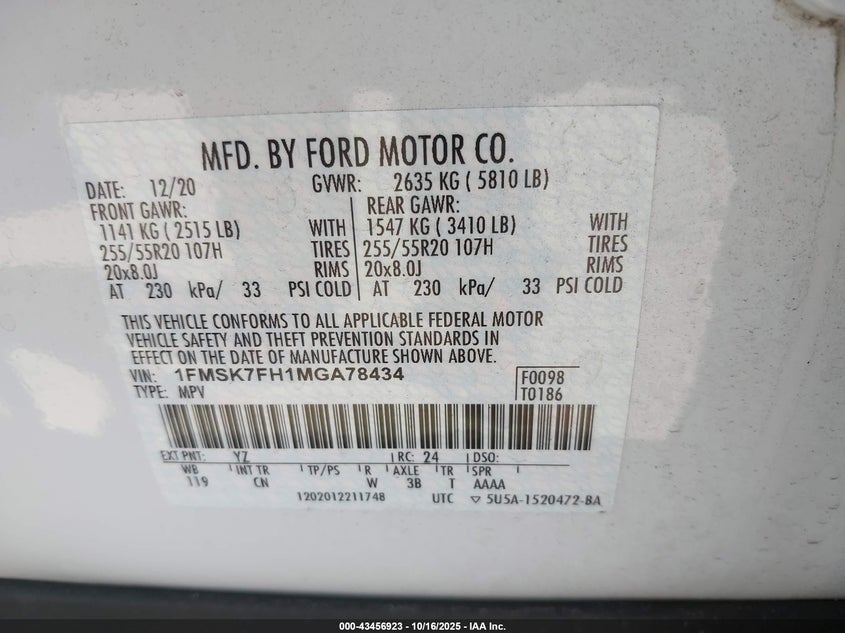 MFD. BY FORD MOTOR CO.
DATE: 12/20 GVWR: 2635 KG ( 5810 LB)
FRONT GAWR: REAR GAWR:
1141 KG ( 2515 LB) WITH 1547 KG ( 3410 LB) WITH
255/55R20 107H TIRES 255/55R20 107H TIRES
20x8.0J RIMS 20x8.0J RIMS
AT 230 kPa/ 33 PSI COLD AT 230 kPa/ 33 PSI COLD
THIS VEHICLE CONFORMS TO ALL APPLICABLE FEDERAL MOTOR
VEHICLE SAFETY AND THEFT PREVENTION STANDARDS IN
EFFECT ON THE DATE OF MANUFACTURE SHOWN ABOVE.
VIN: 1FMSK7FH1MGA78434 F0098
TYPE: MPV T0186
EXT PNT: YZ RC: 24 DSO:
WB INT TR TP/PS R AXLE TR SPR
119 CN W 3B T AAAA
1202012211748 UTC ▽ 5U5A-1520472-BA
000-43456923 - 10/16/2025 - IAA Inc.